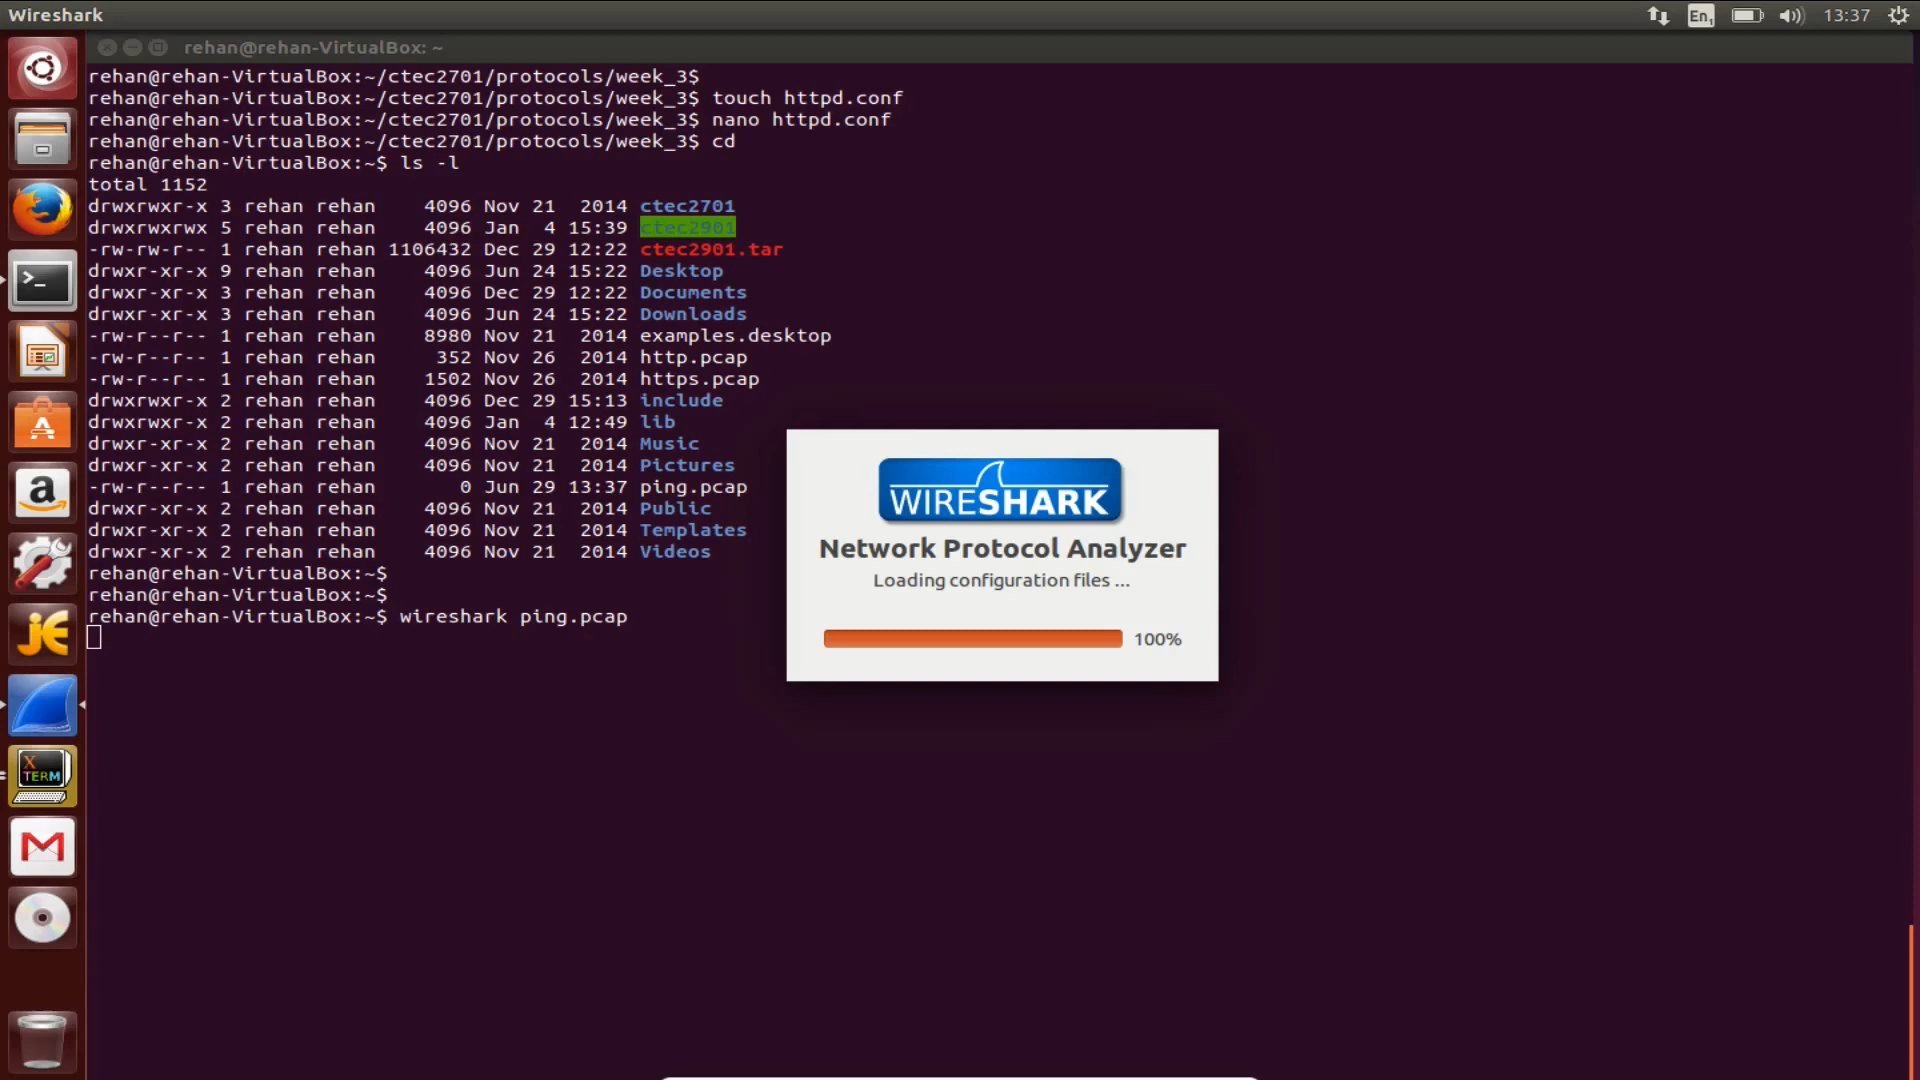 Wireshark
En1
13:37
rehan@rehan-VirtualBox: ~
rehan@rehan-VirtualBox:~/ctec2701/protocols/week_3$
rehan@rehan-VirtualBox:~/ctec2701/protocols/week_3$ touch httpd.conf
rehan@rehan-VirtualBox:~/ctec2701/protocols/week_3$ nano httpd.conf
rehan@rehan-VirtualBox:~/ctec2701/protocols/week_3$ cd
rehan@rehan-VirtualBox:~$ ls -l
total 1152
drwxrwxr-x 3 rehan rehan    4096 Nov 21  2014 ctec2701
drwxrwxrwx 5 rehan rehan    4096 Jan  4 15:39 ctec2901
-rw-rw-r-- 1 rehan rehan 1106432 Dec 29 12:22 ctec2901.tar
drwxr-xr-x 9 rehan rehan    4096 Jun 24 15:22 Desktop
drwxr-xr-x 3 rehan rehan    4096 Dec 29 12:22 Documents
drwxr-xr-x 3 rehan rehan    4096 Jun 24 15:22 Downloads
-rw-r--r-- 1 rehan rehan    8980 Nov 21  2014 examples.desktop
-rw-r--r-- 1 rehan rehan     352 Nov 26  2014 http.pcap
-rw-r--r-- 1 rehan rehan    1502 Nov 26  2014 https.pcap
drwxrwxr-x 2 rehan rehan    4096 Dec 29 15:13 include
drwxrwxr-x 2 rehan rehan    4096 Jan  4 12:49 lib
drwxr-xr-x 2 rehan rehan    4096 Nov 21  2014 Music
drwxr-xr-x 2 rehan rehan    4096 Nov 21  2014 Pictures
-rw-r--r-- 1 rehan rehan       0 Jun 29 13:37 ping.pcap
drwxr-xr-x 2 rehan rehan    4096 Nov 21  2014 Public
drwxr-xr-x 2 rehan rehan    4096 Nov 21  2014 Templates
drwxr-xr-x 2 rehan rehan    4096 Nov 21  2014 Videos
rehan@rehan-VirtualBox:~$
rehan@rehan-VirtualBox:~$
rehan@rehan-VirtualBox:~$ wireshark ping.pcap
WIRESHARK
Network Protocol Analyzer
Loading configuration files ...
100%
X
TERM